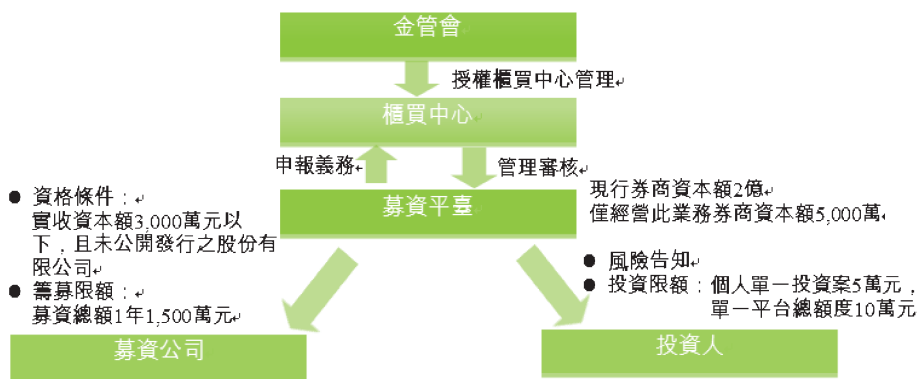 金管會
授權櫃買中心管理
櫃買中心
申報義務
管理審核
募資平臺
現行券商資本額2億
僅經營此業務券商資本額5,000萬
● 資格條件：
實收資本額3,000萬元以
下，且未公開發行之股份有
限公司
● 籌募限額：
募資總額1年1,500萬元
● 風險告知
● 投資限額：個人單一投資案5萬元，
單一平台總額度10萬元
募資公司
投資人